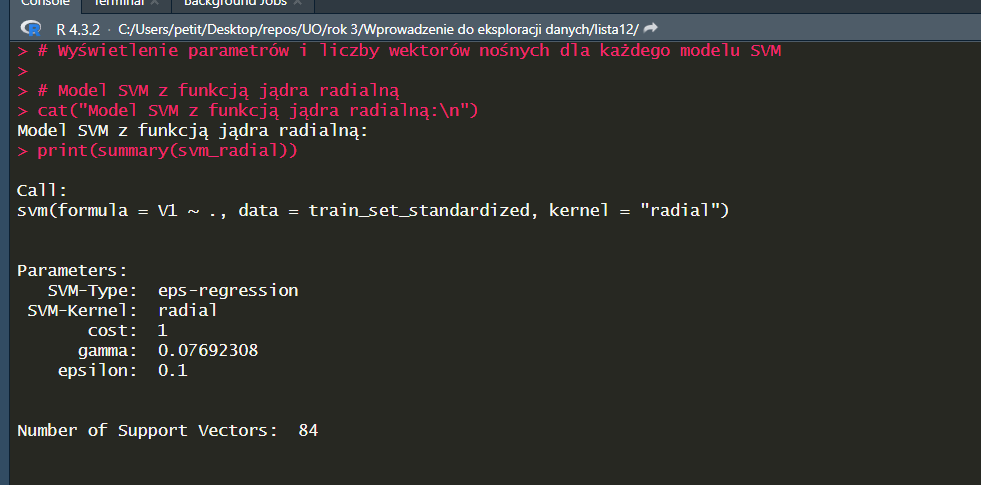 Console Terminal × Background Jobs ×
R 4.3.2 · C:/Users/petit/Desktop/repos/UO/rok 3/Wprowadzenie do eksploracji danych/lista12/
> # Wyświetlenie parametrów i liczby wektorów nośnych dla każdego modelu SVM
>
> # Model SVM z funkcją jądra radialną
> cat("Model SVM z funkcją jądra radialną:\n")
Model SVM z funkcją jądra radialną:
> print(summary(svm_radial))
Call:
svm(formula = V1 ~ ., data = train_set_standardized, kernel = "radial")
Parameters:
SVM-Type: eps-regression
SVM-Kernel: radial
cost: 1
gamma: 0.07692308
epsilon: 0.1
Number of Support Vectors: 84